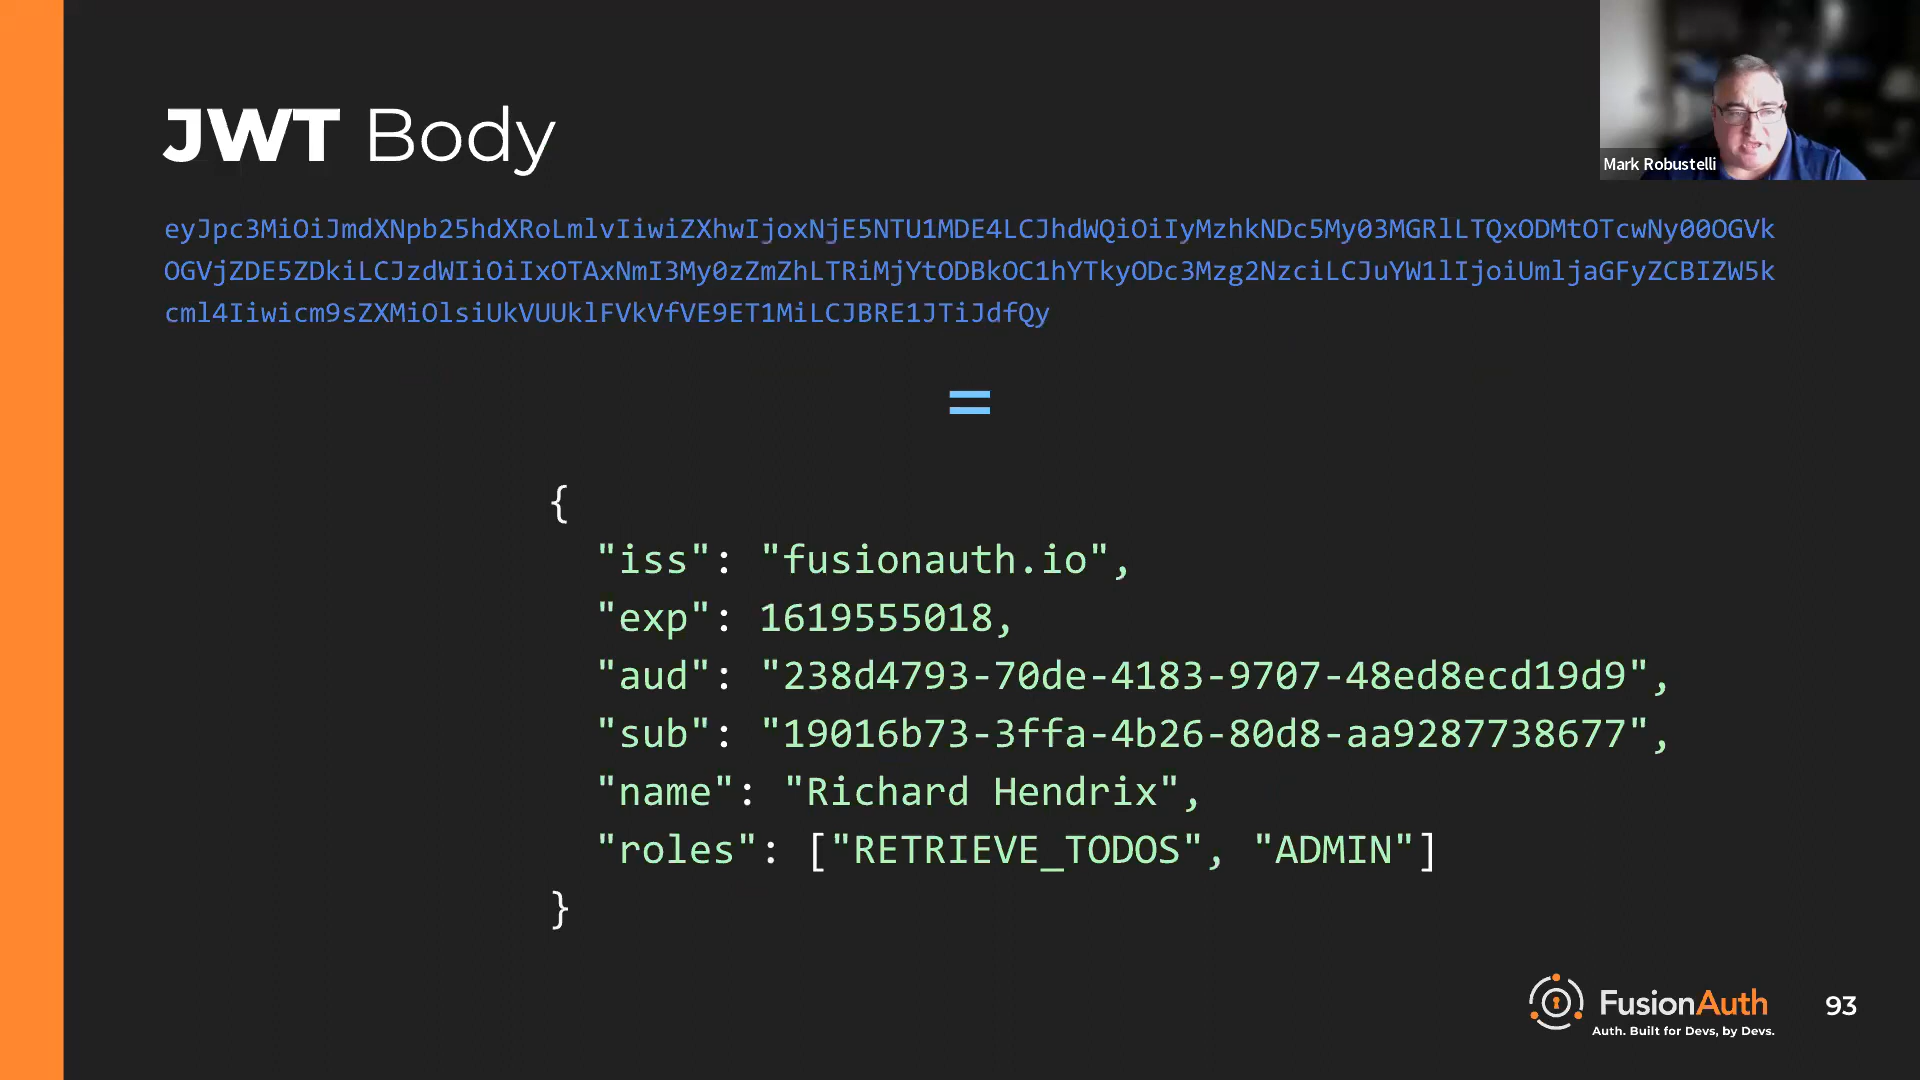 JWT Body
Mark Robustelli
eyJpc3MiOiJmdXNpb25hdXRoLmlvIiwiZXhwIjoxNjE5NTU1MDE4LCJhdWQiOiIyMzhkNDc5My03MGRlLTQxODMtOTcwNy00OGVk
OGVjZDE5ZDkiLCJzdWIiOiIxOTAxNmI3My0zZmZhLTRiMjYtODBkOC1hYTkyODc3Mzg2NzciLCJuYW1lIjoiUmljaGFyZCBIZW5k
cml4Iiwicm9sZXMiOlsiUkVUUklFVkVfVE9ET1MiLCJBRE1JTiJdfQy
=
{
"iss": "fusionauth.io",
"exp": 1619555018,
"aud": "238d4793-70de-4183-9707-48ed8ecd19d9",
"sub": "19016b73-3ffa-4b26-80d8-aa9287738677",
"name": "Richard Hendrix",
"roles": ["RETRIEVE_TODOS", "ADMIN"]
}
FusionAuth
Auth. Built for Devs, by Devs.
93